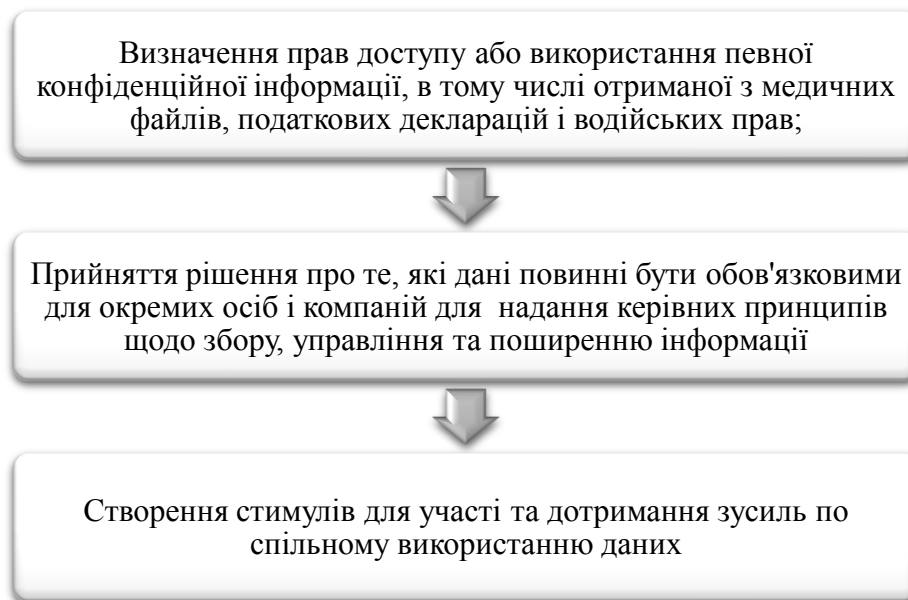 Визначення прав доступу або використання певної
конфіденційної інформації, в тому числі отриманої з медичних
файлів, податкових декларацій і водійських прав;
Прийняття рішення про те, які дані повинні бути обов'язковими
для окремих осіб і компаній для  надання керівних принципів
щодо збору, управління та поширенню інформації
Створення стимулів для участі та дотримання зусиль по
спільному використанню даних